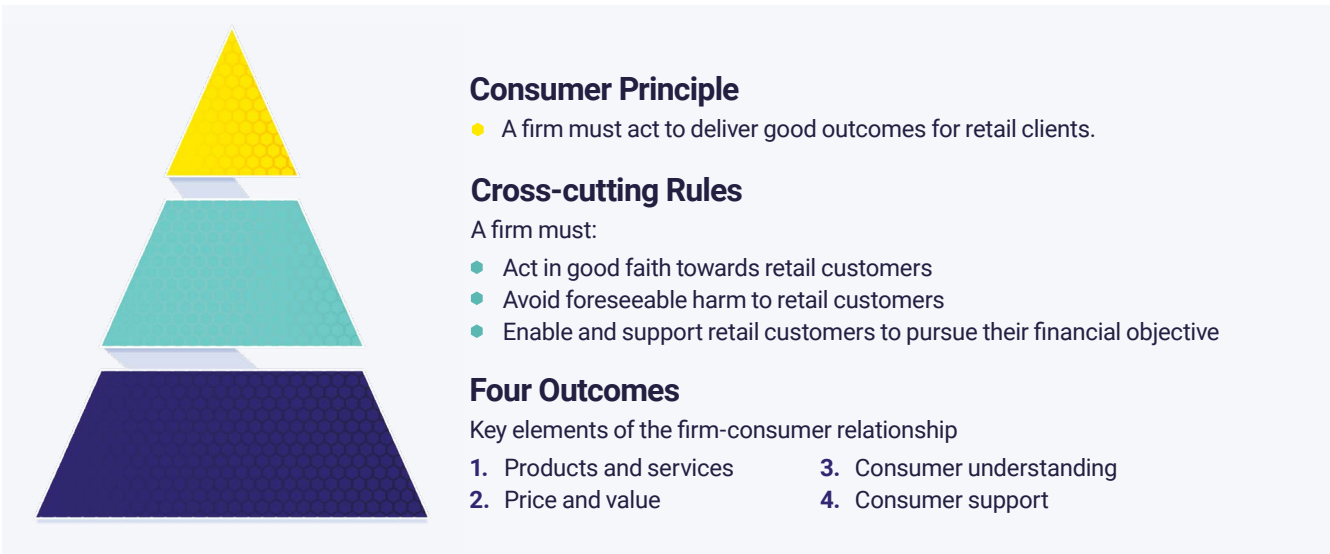 Consumer Principle
A firm must act to deliver good outcomes for retail clients.
Cross-cutting Rules
A firm must:
Act in good faith towards retail customers
Avoid foreseeable harm to retail customers
Enable and support retail customers to pursue their financial objective
Four Outcomes
Key elements of the firm-consumer relationship
1. Products and services
2. Price and value
3. Consumer understanding
4. Consumer support